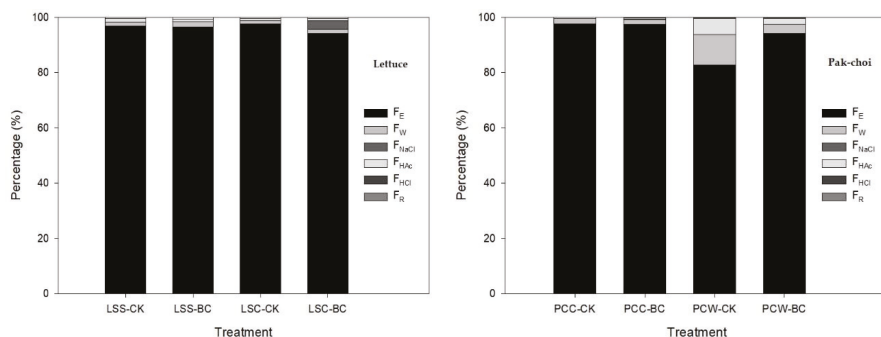 100
80
60
40
20
0
Percentage (%)
Lettuce
F_E
F_W
F_NaCl
F_HAc
F_HCl
F_R
LSS-CK LSS-BC LSC-CK LSC-BC
Treatment
100
80
60
40
20
0
Percentage (%)
Pak-choi
F_E
F_W
F_NaCl
F_HAc
F_HCl
F_R
PCC-CK PCC-BC PCW-CK PCW-BC
Treatment